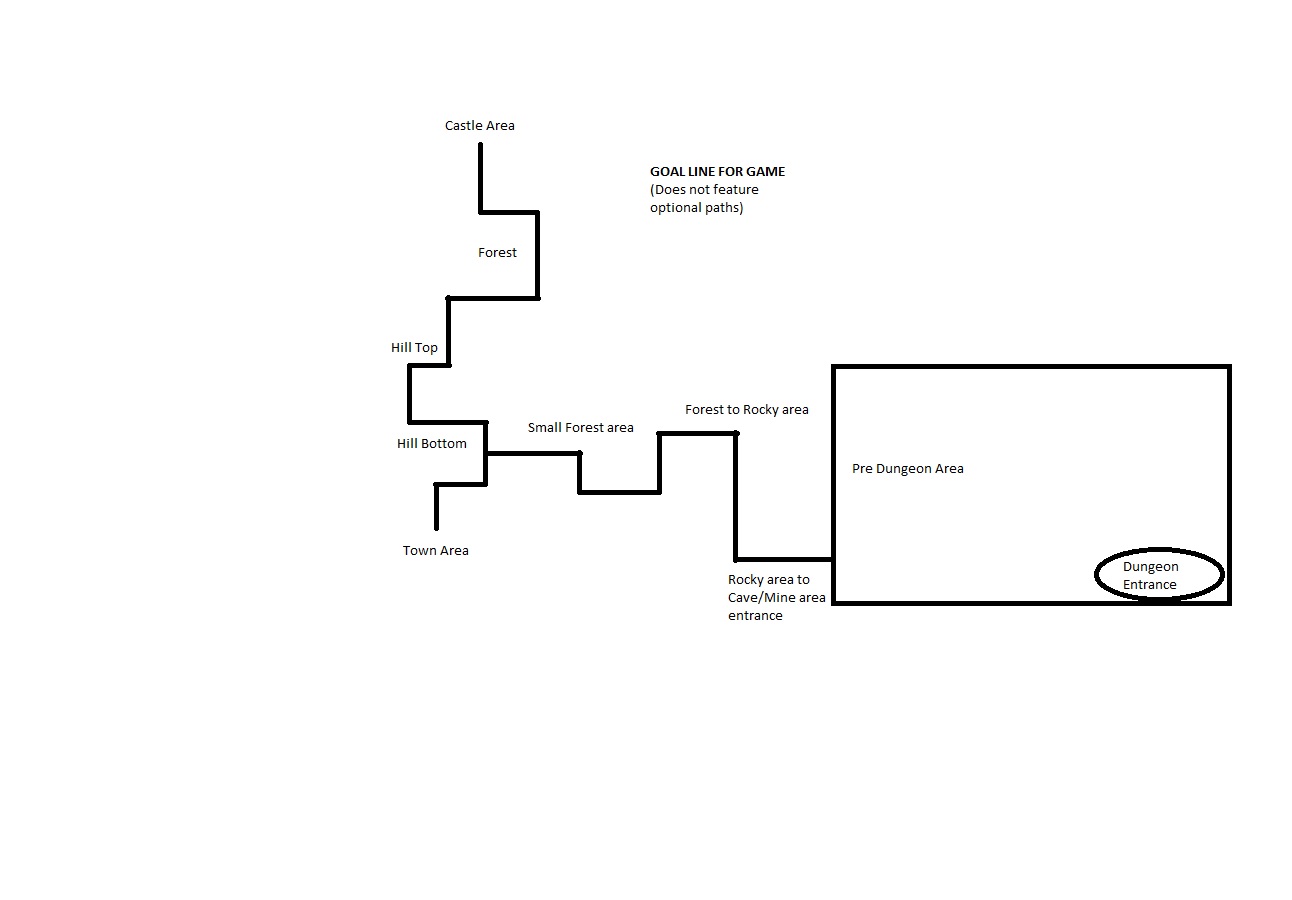 Castle Area
GOAL LINE FOR GAME
(Does not feature
optional paths)
Forest
Hill Top
Forest to Rocky area
Small Forest area
Hill Bottom
Pre Dungeon Area
Town Area
Dungeon
Entrance
Rocky area to
Cave/Mine area
entrance